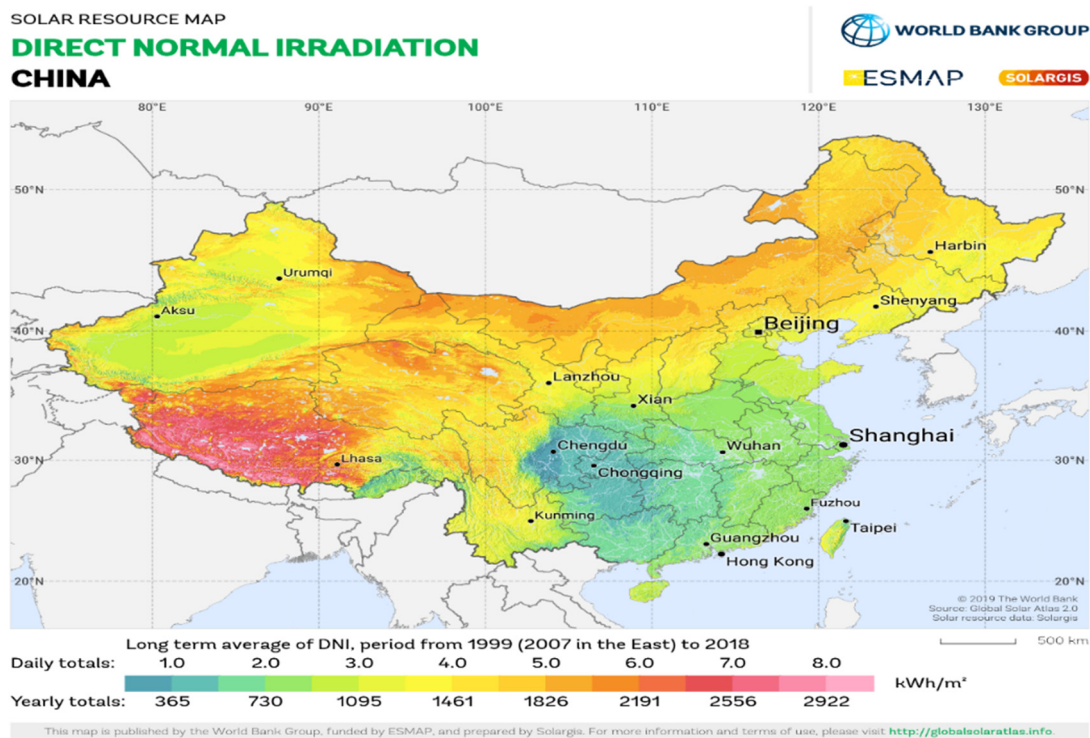 SOLAR RESOURCE MAP
DIRECT NORMAL IRRADIATION
CHINA
WORLD BANK GROUP
ESMAP
SOLARGIS
80°E 90°E 100°E 110°E 120°E 130°E
50°N 50°N
Harbin
Urumqi
Shenyang
Aksu
Beijing
40°N 40°N
Lanzhou
Xian
Shanghai
Chengdu
Wuhan
30°N Lhasa 30°N
Chongqing
Fuzhou
Kunming
Taipei
Guangzhou
Hong Kong
20°N 20°N
© 2019 The World Bank
Source: Global Solar Atlas 2.0
Solar resource data: Solargis
500 km
Long term average of DNI, period from 1999 (2007 in the East) to 2018
Daily totals: 1.0 2.0 3.0 4.0 5.0 6.0 7.0 8.0
kWh/m²
Yearly totals: 365 730 1095 1461 1826 2191 2556 2922
This map is published by the World Bank Group, funded by ESMAP, and prepared by Solargis. For more information and terms of use, please visit http://globalsolaratlas.info.